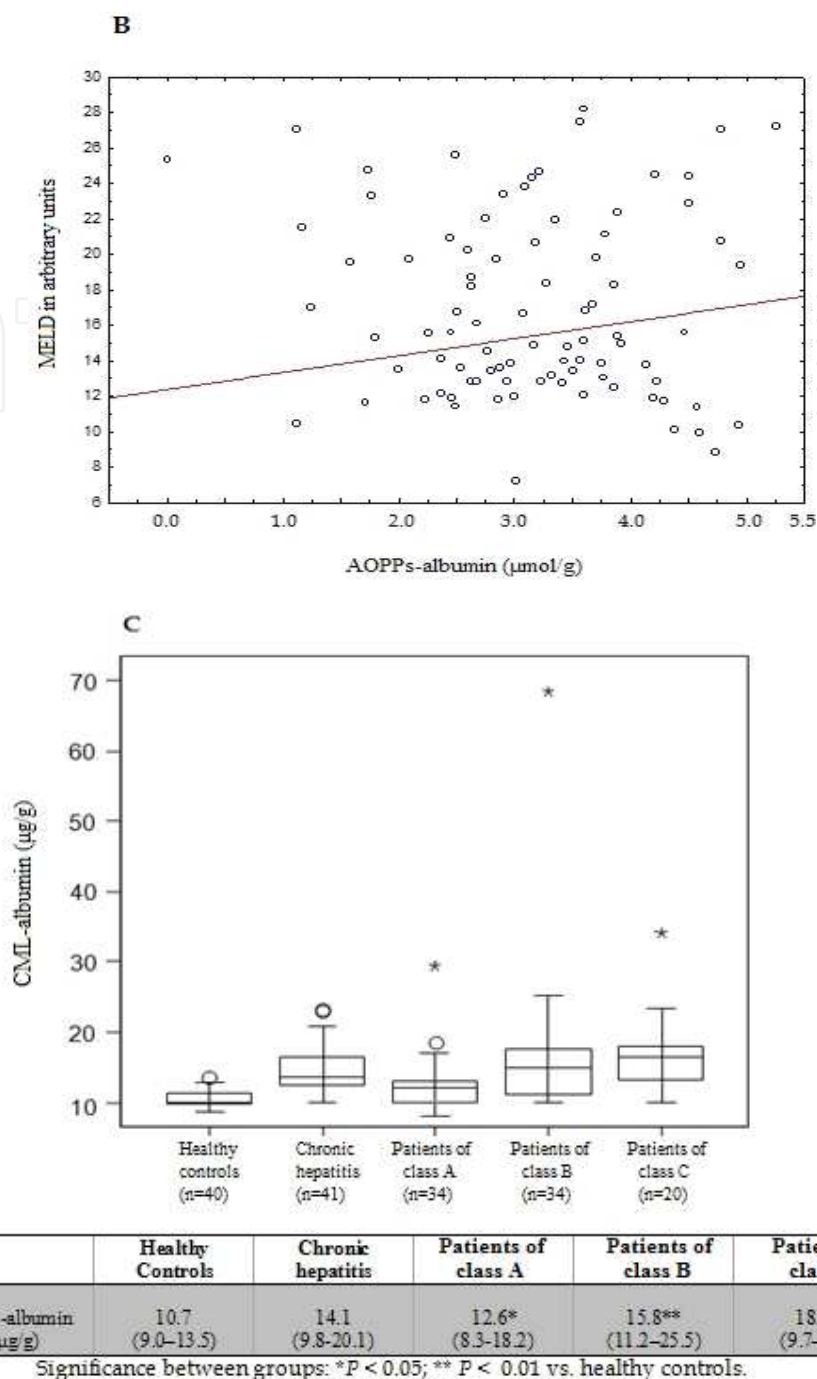 B
30
28
26
24
22
20
18
16
14
12
10
8
6
MELD in arbitrary units
0.0 1.0 2.0 3.0 4.0 5.0 5.5
AOPPs-albumin (µmol/g)
C
70
60
50
40
30
20
10
CML-albumin (µg/g)
Healthy controls (n=40)
Chronic hepatitis (n=41)
Patients of class A (n=34)
Patients of class B (n=34)
Patients of class C (n=20)
Healthy Chronic Patients of Patients of
Controls hepatitis class A class B
-albumin 10.7 14.1 12.6* 15.8** 18
µg/g) (9.0–13.5) (9.8-20.1) (8.3-18.2) (11.2–25.5) (9.7-
Significance between groups: *P < 0.05; ** P < 0.01 vs. healthy controls.